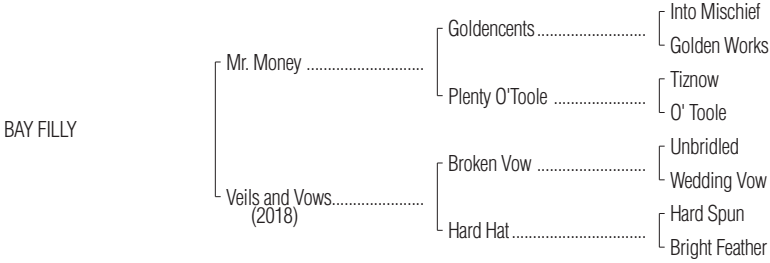 Into Mischief
Goldencents
Golden Works
Mr. Money
Tiznow
Plenty O'Toole
O' Toole
BAY FILLY
Unbridled
Broken Vow
Wedding Vow
Veils and Vows
(2018)
Hard Spun
Hard Hat
Bright Feather